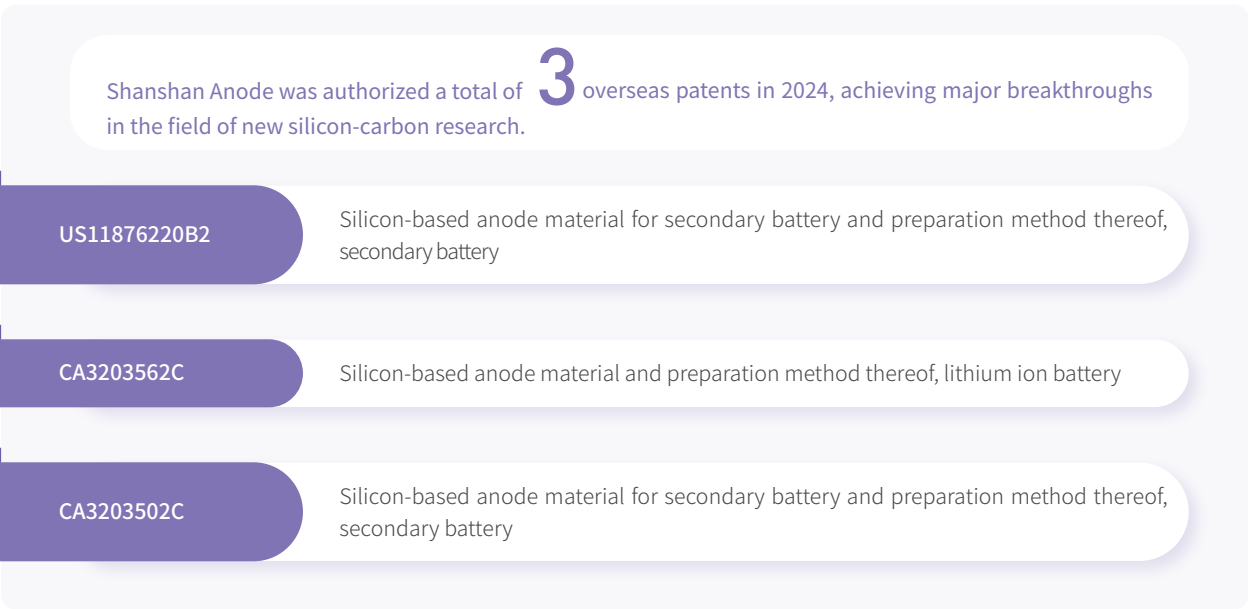 Shanshan Anode was authorized a total of 3 overseas patents in 2024, achieving major breakthroughs
in the field of new silicon-carbon research.
US11876220B2
Silicon-based anode material for secondary battery and preparation method thereof,
secondary battery
CA3203562C
Silicon-based anode material and preparation method thereof, lithium ion battery
CA3203502C
Silicon-based anode material for secondary battery and preparation method thereof,
secondary battery